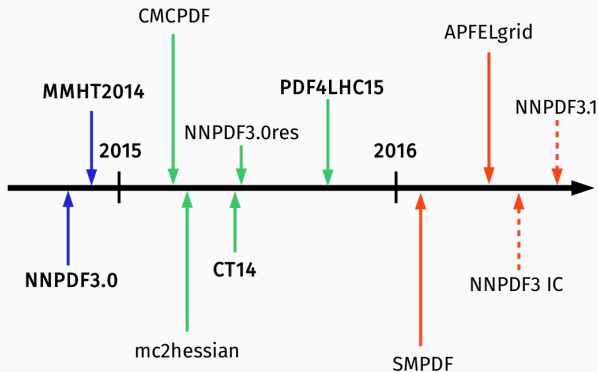 CMCPDF
APFELgrid
MMHT2014
PDF4LHC15
NNPDF3.1
NNPDF3.0res
2015
2016
NNPDF3.0
CT14
NNPDF3 IC
mc2hessian
SMPDF